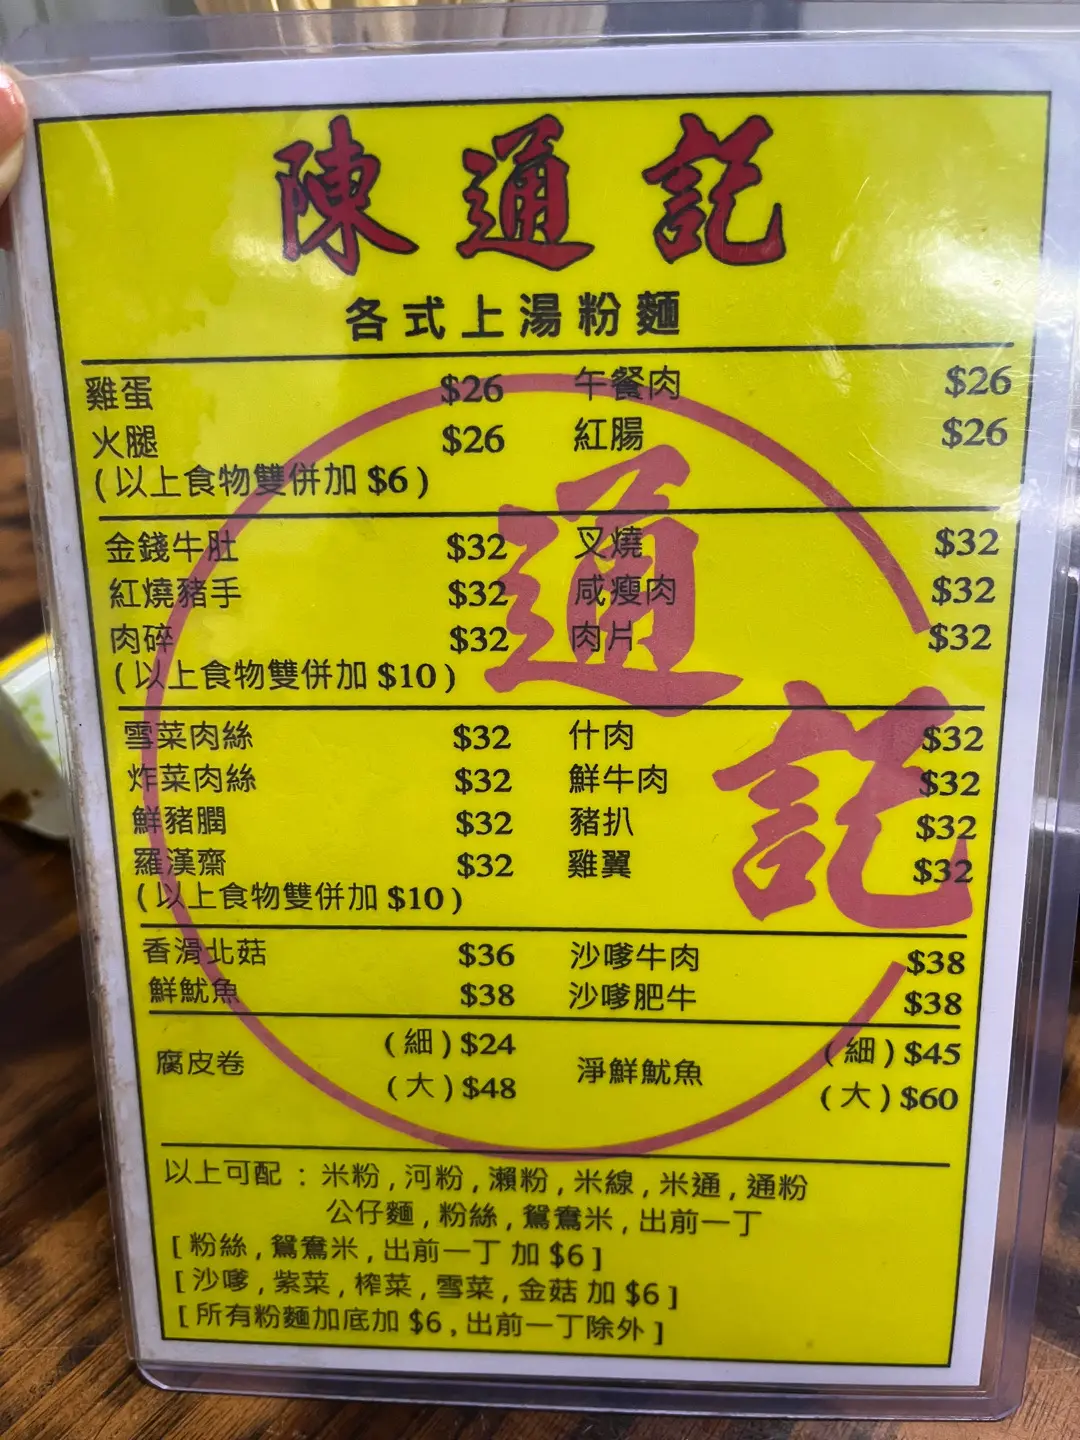 陳通記
各式上湯粉麵
雞蛋 $26 午餐肉 $26
火腿 $26 紅腸 $26
(以上食物雙併加 $6)
金錢牛肚 $32 叉燒 $32
紅燒豬手 $32 咸瘦肉 $32
肉碎 $32 肉片 $32
(以上食物雙併加 $10)
雪菜肉絲 $32 什肉 $32
炸菜肉絲 $32 鮮牛肉 $32
鮮豬膶 $32 豬扒 $32
羅漢齋 $32 雞翼 $32
(以上食物雙併加 $10)
香滑北菇 $36 沙嗲牛肉 $38
鮮魷魚 $38 沙嗲肥牛 $38
腐皮卷 (細) $24 淨鮮魷魚 (細) $45
(大) $48 (大) $60
以上可配 : 米粉 , 河粉 , 瀨粉 , 米線 , 米通 , 通粉
公仔麵 , 粉絲 , 鴛鴦米 , 出前一丁
[ 粉絲 , 鴛鴦米 , 出前一丁 加 $6 ]
[ 沙嗲 , 紫菜 , 榨菜 , 雪菜 , 金菇 加 $6 ]
[ 所有粉麵加底加 $6 , 出前一丁除外 ]
通記